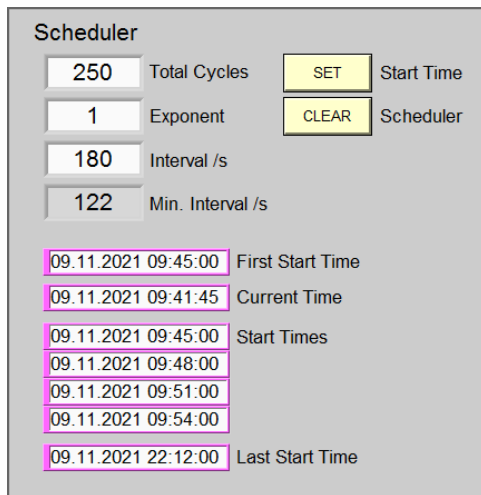 Scheduler
250 Total Cycles SET Start Time
1 Exponent CLEAR Scheduler
180 Interval /s
122 Min. Interval /s
09.11.2021 09:45:00 First Start Time
09.11.2021 09:41:45 Current Time
09.11.2021 09:45:00 Start Times
09.11.2021 09:48:00
09.11.2021 09:51:00
09.11.2021 09:54:00
09.11.2021 22:12:00 Last Start Time